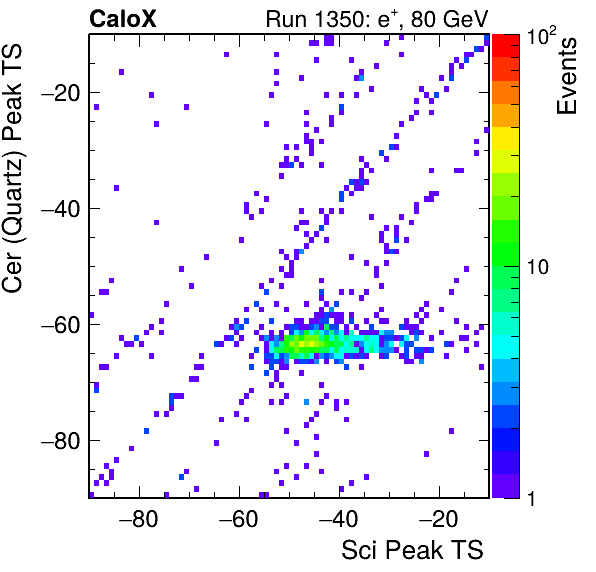 CaloX Run 1350: e+, 80 GeV
10²
Events
Cer (Quartz) Peak TS
−20
−40
−60
−80
10
1
−80 −60 −40 −20
Sci Peak TS